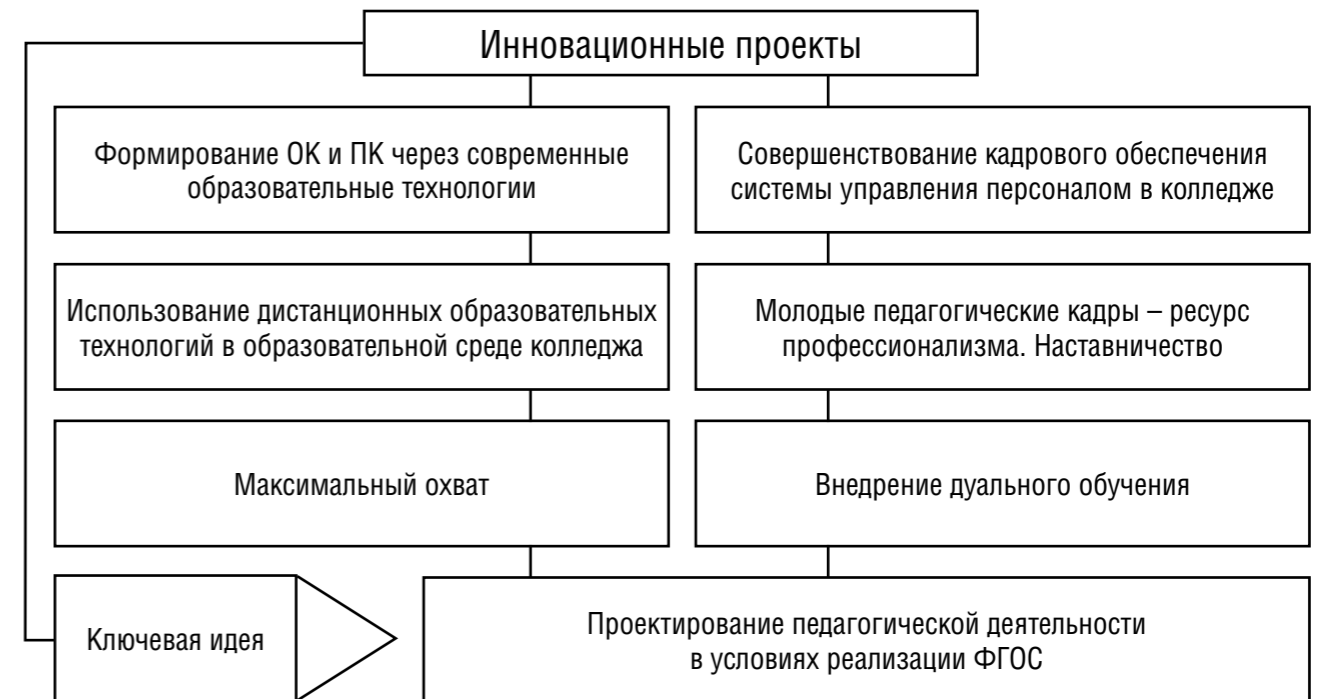 Инновационные проекты
Формирование ОК и ПК через современные
образовательные технологии
Совершенствование кадрового обеспечения
системы управления персоналом в колледже
Использование дистанционных образовательных
технологий в образовательной среде колледжа
Молодые педагогические кадры – ресурс
профессионализма. Наставничество
Максимальный охват
Внедрение дуального обучения
Ключевая идея
Проектирование педагогической деятельности
в условиях реализации ФГОС